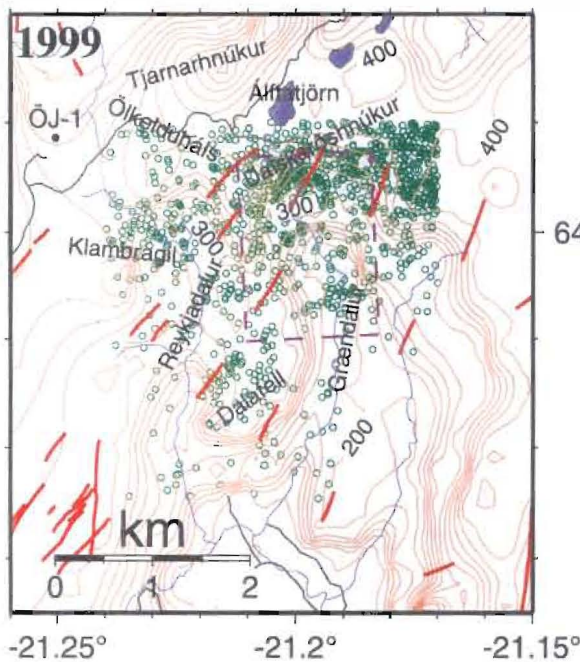 1999
Tjarnarhnúkur
400
Álftatjörn
ÖJ-1
Ölkelduháls
Dalskarðshnúkur
400
300
64
Klambragil
300
Reykjadalur
Grændalur
Dalafell
200
km
0 1 2
-21.25° -21.2° -21.15°